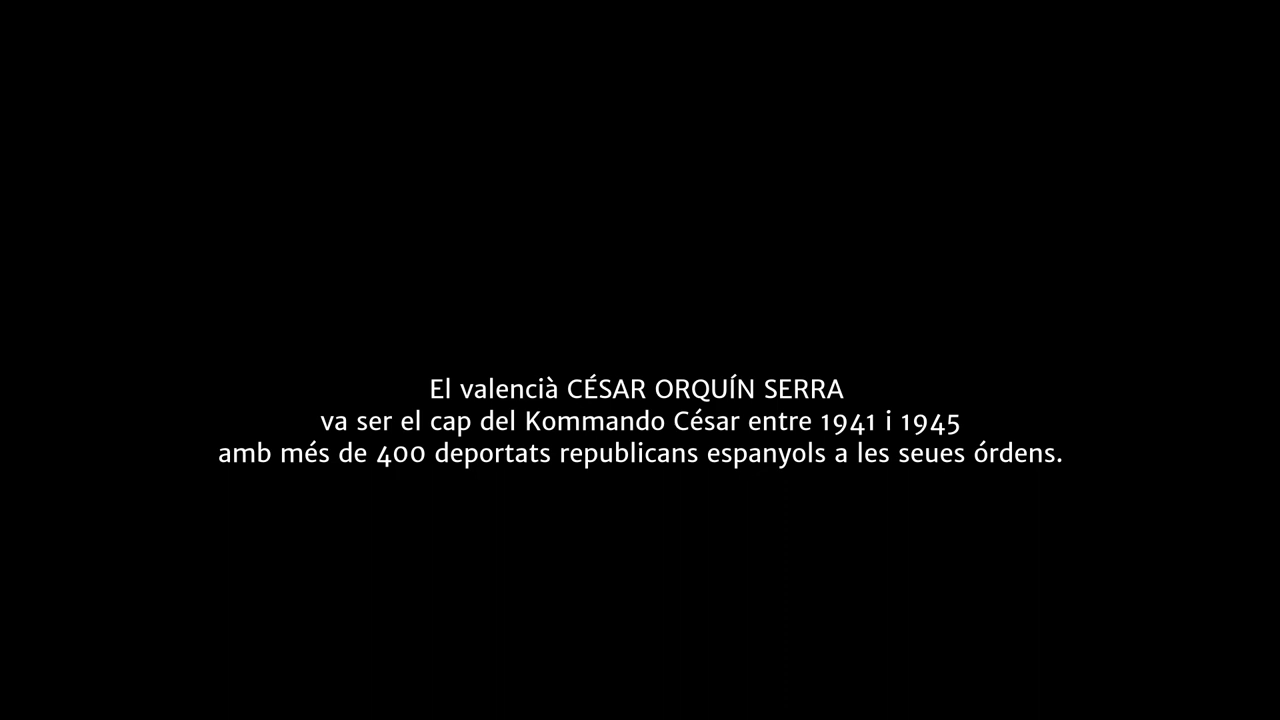 El valencià CÉSAR ORQUÍN SERRA
va ser el cap del Kommando César entre 1941 i 1945
amb més de 400 deportats republicans espanyols a les seues órdens.